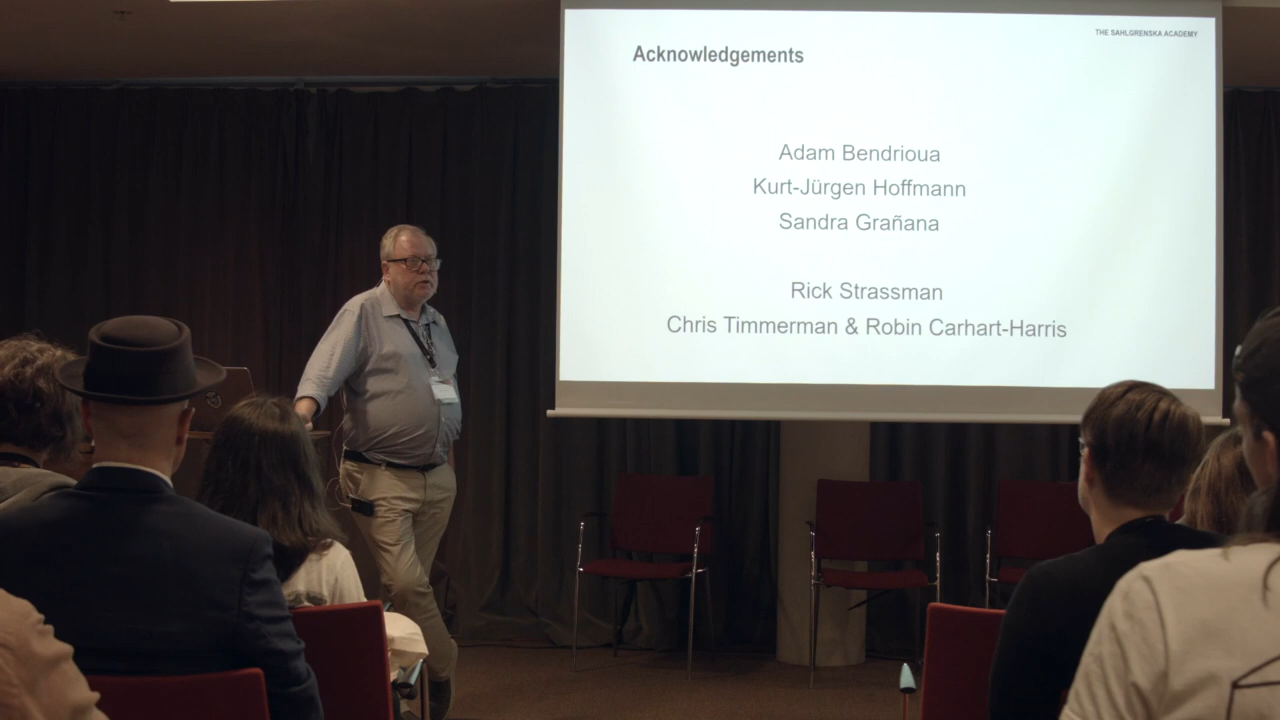 THE SAHLGRENSKA ACADEMY
Acknowledgements
Adam Bendrioua
Kurt-Jürgen Hoffmann
Sandra Grañana
Rick Strassman
Chris Timmerman & Robin Carhart-Harris